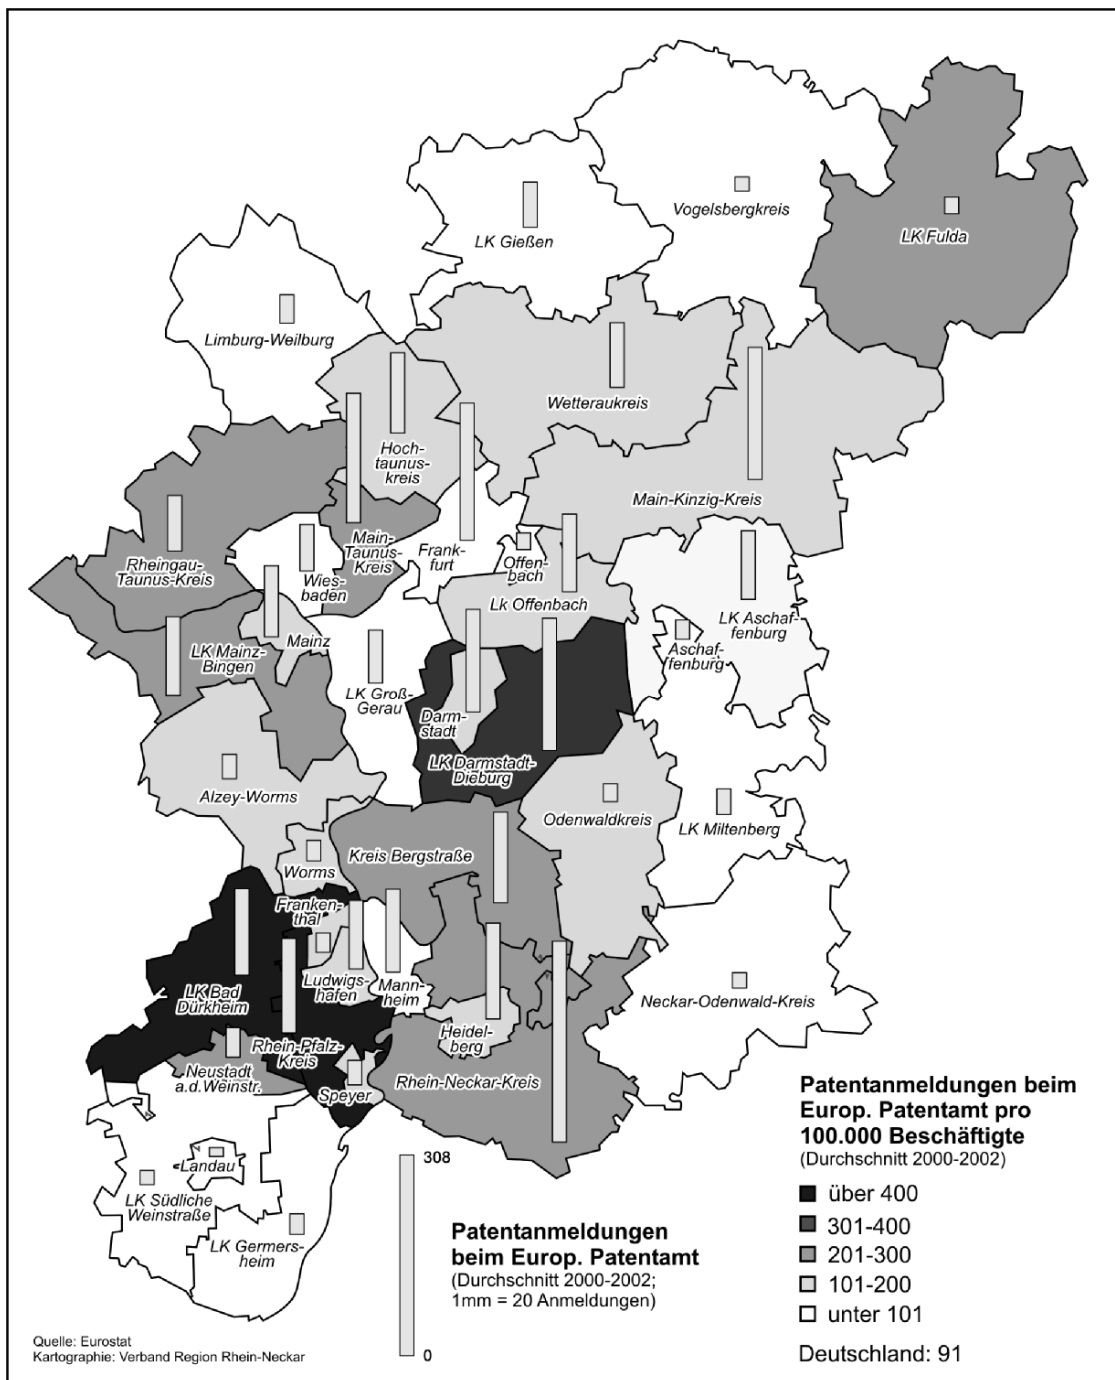 Vogelsbergkreis
LK Gießen
LK Fulda
Limburg-Weilburg
Wetteraukreis
Hoch-
taunus-
kreis
Main-Kinzig-Kreis
Main-
Taunus-
Kreis
Frank-
furt
Offen-
bach
Rheingau-
Taunus-Kreis
Wies-
baden
Lk Offenbach
LK Aschaf-
fenburg
Mainz
LK Mainz-
Bingen
Aschaf-
fenburg
LK Groß-
Gerau
Darm-
stadt
LK Darmstadt-
Dieburg
Alzey-Worms
Odenwaldkreis
LK Miltenberg
Worms
Kreis Bergstraße
Franken-
thal
Ludwigs-
hafen
Mann-
heim
LK Bad
Dürkheim
Neckar-Odenwald-Kreis
Heidel-
berg
Rhein-Pfalz-
Kreis
Neustadt
a.d.Weinstr.
Speyer
Rhein-Neckar-Kreis
Landau
LK Südliche
Weinstraße
LK Germers-
heim
308
0
Patentanmeldungen
beim Europ. Patentamt
(Durchschnitt 2000-2002;
1mm = 20 Anmeldungen)
Patentanmeldungen beim
Europ. Patentamt pro
100.000 Beschäftigte
(Durchschnitt 2000-2002)
über 400
301-400
201-300
101-200
unter 101
Deutschland: 91
Quelle: Eurostat
Kartographie: Verband Region Rhein-Neckar